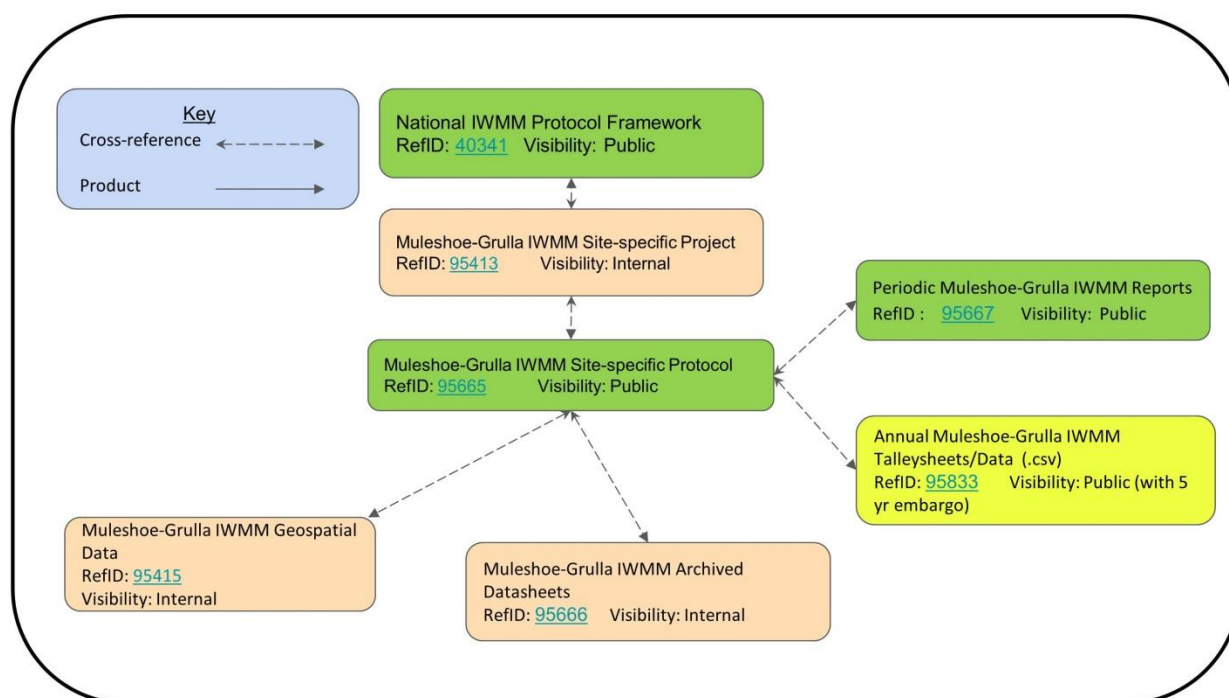 Key
Cross-reference
Product
National IWMM Protocol Framework
RefID: 40341 Visibility: Public
Muleshoe-Grulla IWMM Site-specific Project
RefID: 95413 Visibility: Internal
Muleshoe-Grulla IWMM Site-specific Protocol
RefID: 95665 Visibility: Public
Periodic Muleshoe-Grulla IWMM Reports
RefID : 95667 Visibility: Public
Annual Muleshoe-Grulla IWMM
Talleysheets/Data (.csv)
RefID: 95833 Visibility: Public (with 5
yr embargo)
Muleshoe-Grulla IWMM Geospatial
Data
RefID: 95415
Visibility: Internal
Muleshoe-Grulla IWMM Archived
Datasheets
RefID: 95666 Visibility: Internal